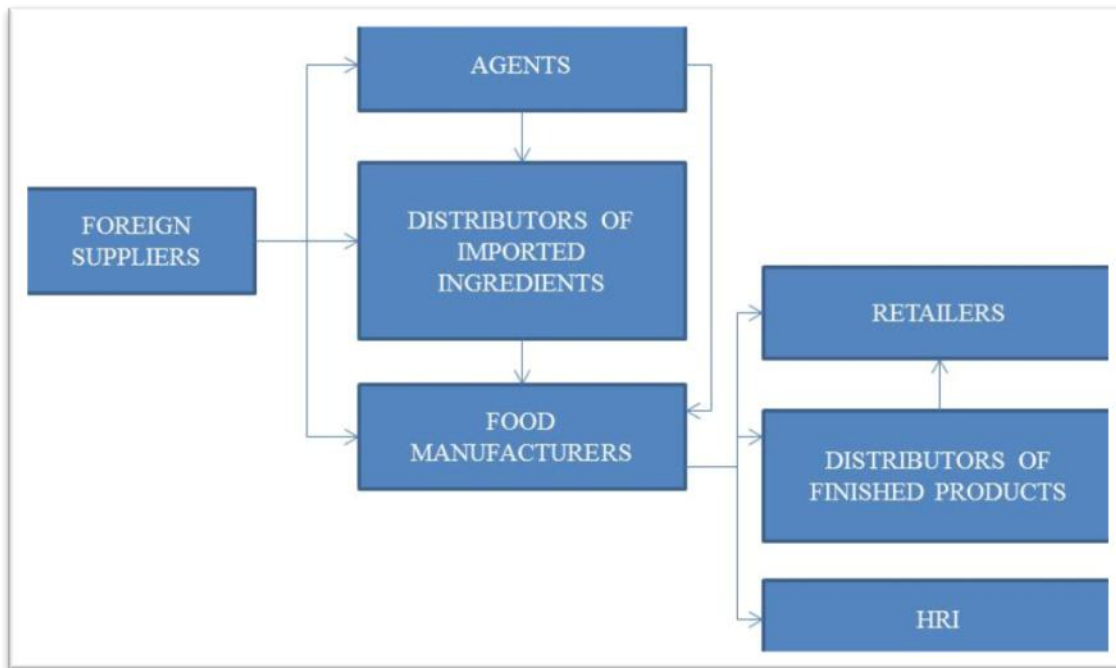 AGENTS
FOREIGN
SUPPLIERS
DISTRIBUTORS OF
IMPORTED
INGREDIENTS
FOOD
MANUFACTURERS
RETAILERS
DISTRIBUTORS OF
FINISHED PRODUCTS
HRI